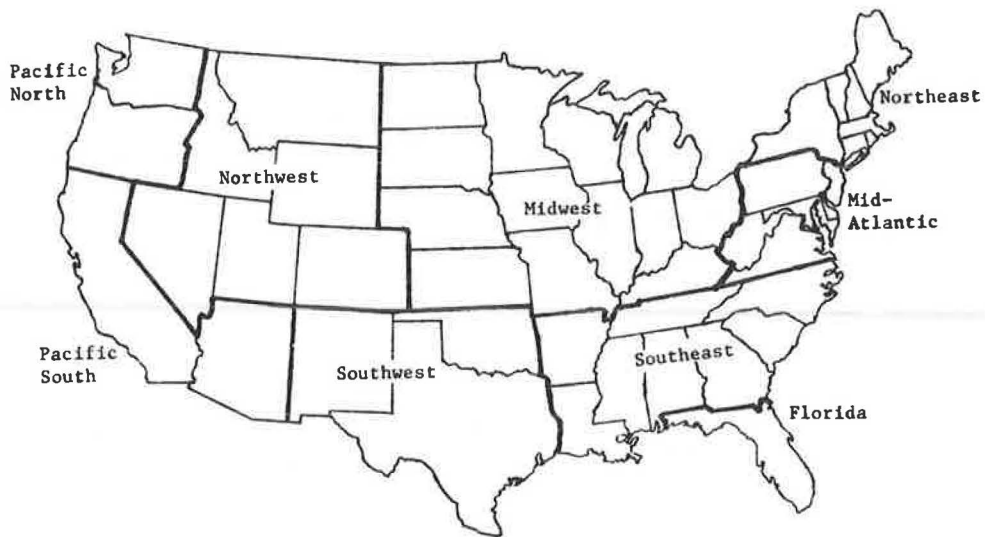 Pacific
North
Northeast
Northwest
Midwest
Mid-
Atlantic
Pacific
South
Southwest
Southeast
Florida